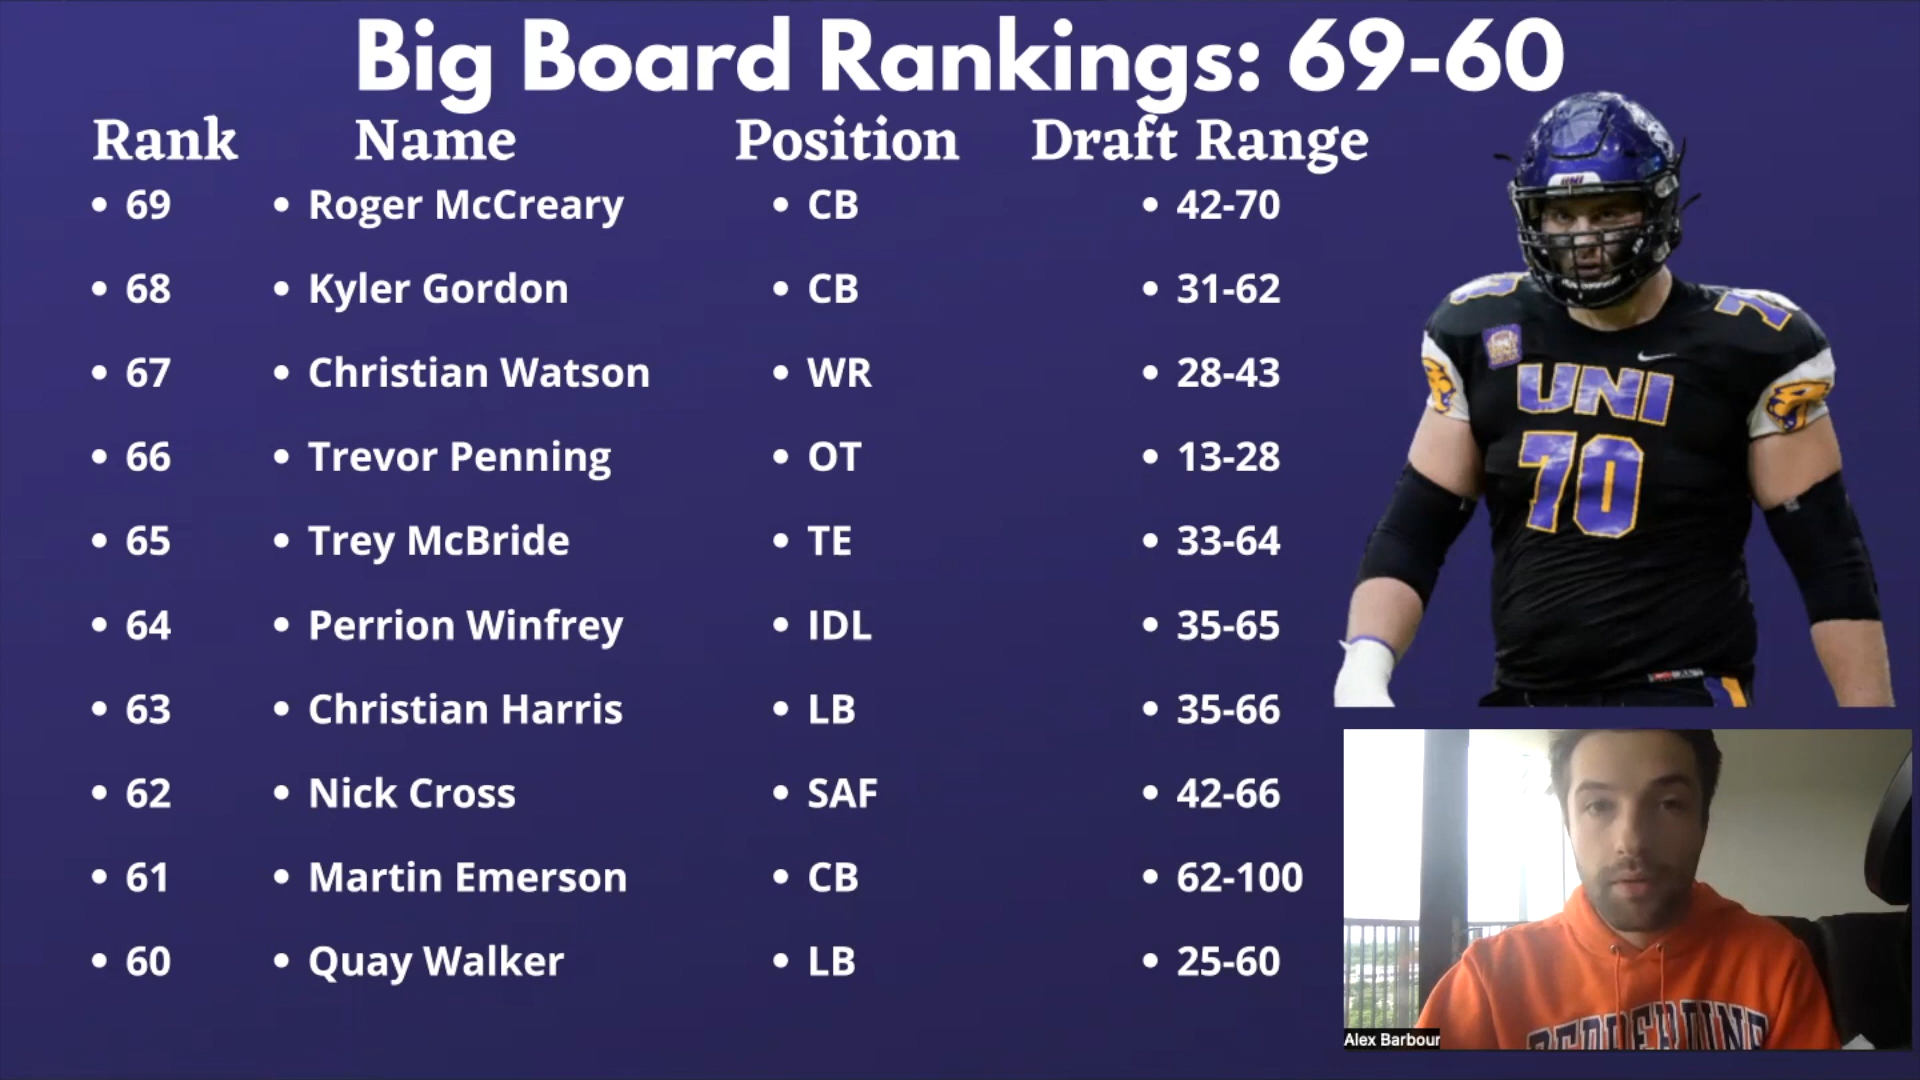 Big Board Rankings: 69-60
Rank Name Position Draft Range
• 69 • Roger McCreary • CB • 42-70
• 68 • Kyler Gordon • CB • 31-62
• 67 • Christian Watson • WR • 28-43
• 66 • Trevor Penning • OT • 13-28
• 65 • Trey McBride • TE • 33-64
• 64 • Perrion Winfrey • IDL • 35-65
• 63 • Christian Harris • LB • 35-66
• 62 • Nick Cross • SAF • 42-66
• 61 • Martin Emerson • CB • 62-100
• 60 • Quay Walker • LB • 25-60
UNI
UNI
70
Alex Barbour